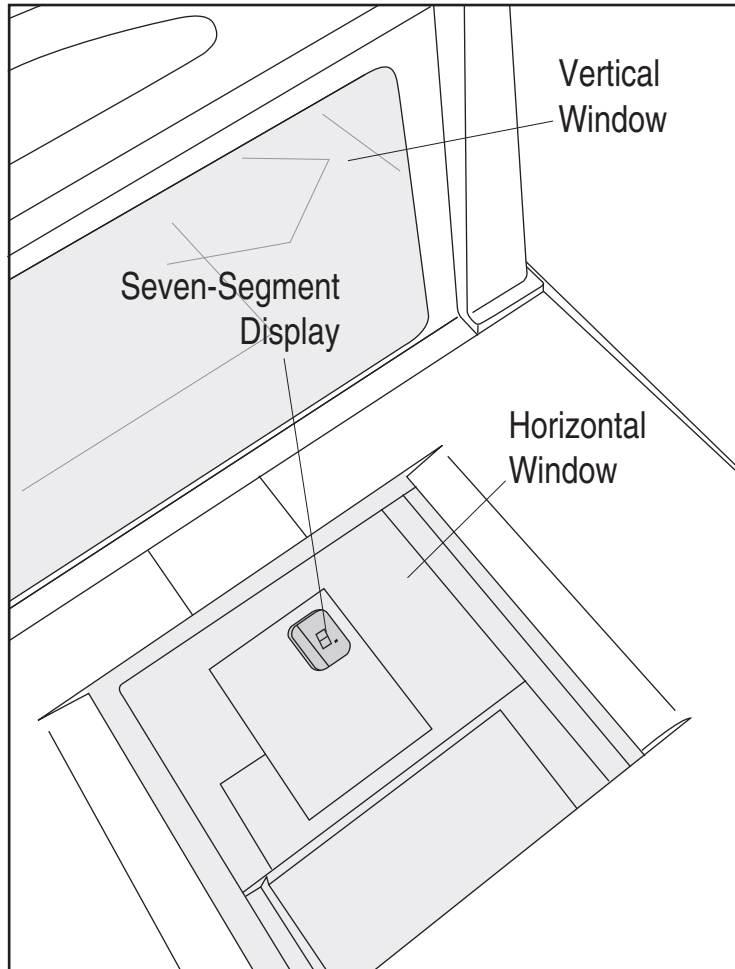 Vertical
Window
Seven-Segment
Display
Horizontal
Window